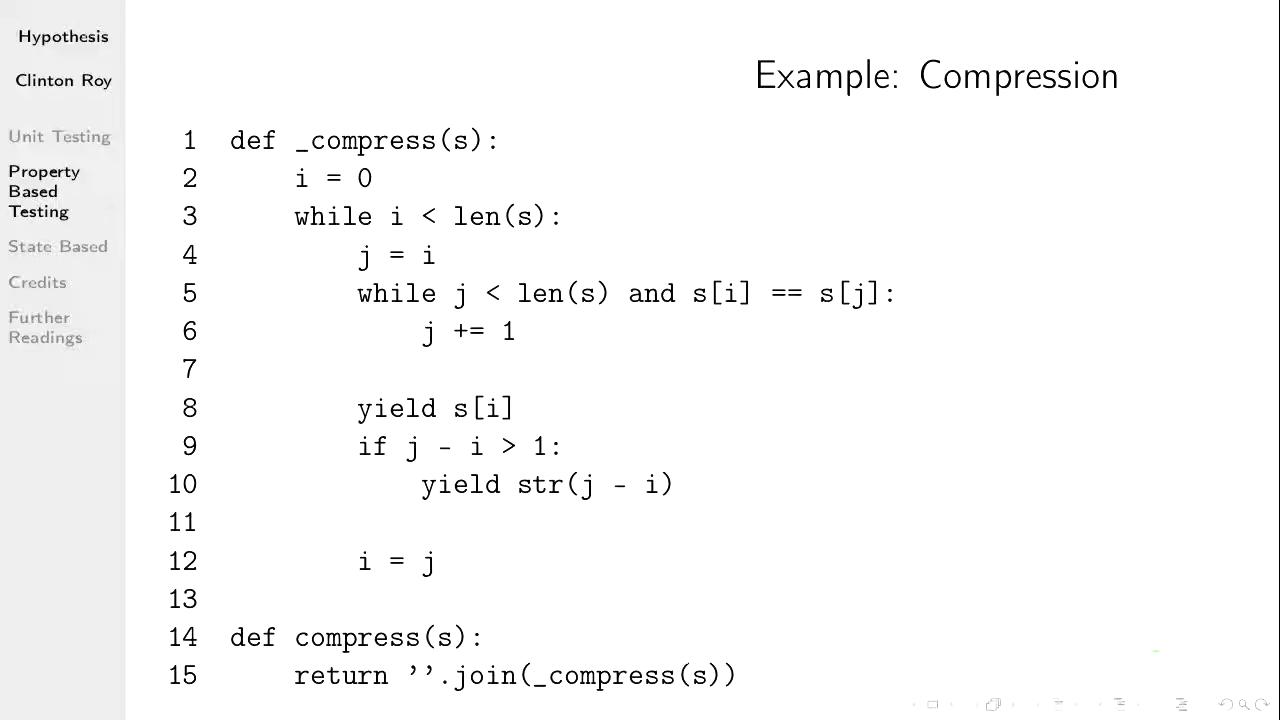 Hypothesis
Clinton Roy
Unit Testing
Property
Based
Testing
State Based
Credits
Further
Readings
Example: Compression
1 def _compress(s):
2     i = 0
3     while i < len(s):
4         j = i
5         while j < len(s) and s[i] == s[j]:
6             j += 1
7
8         yield s[i]
9         if j - i > 1:
10             yield str(j - i)
11
12         i = j
13
14 def compress(s):
15     return ’’.join(_compress(s))